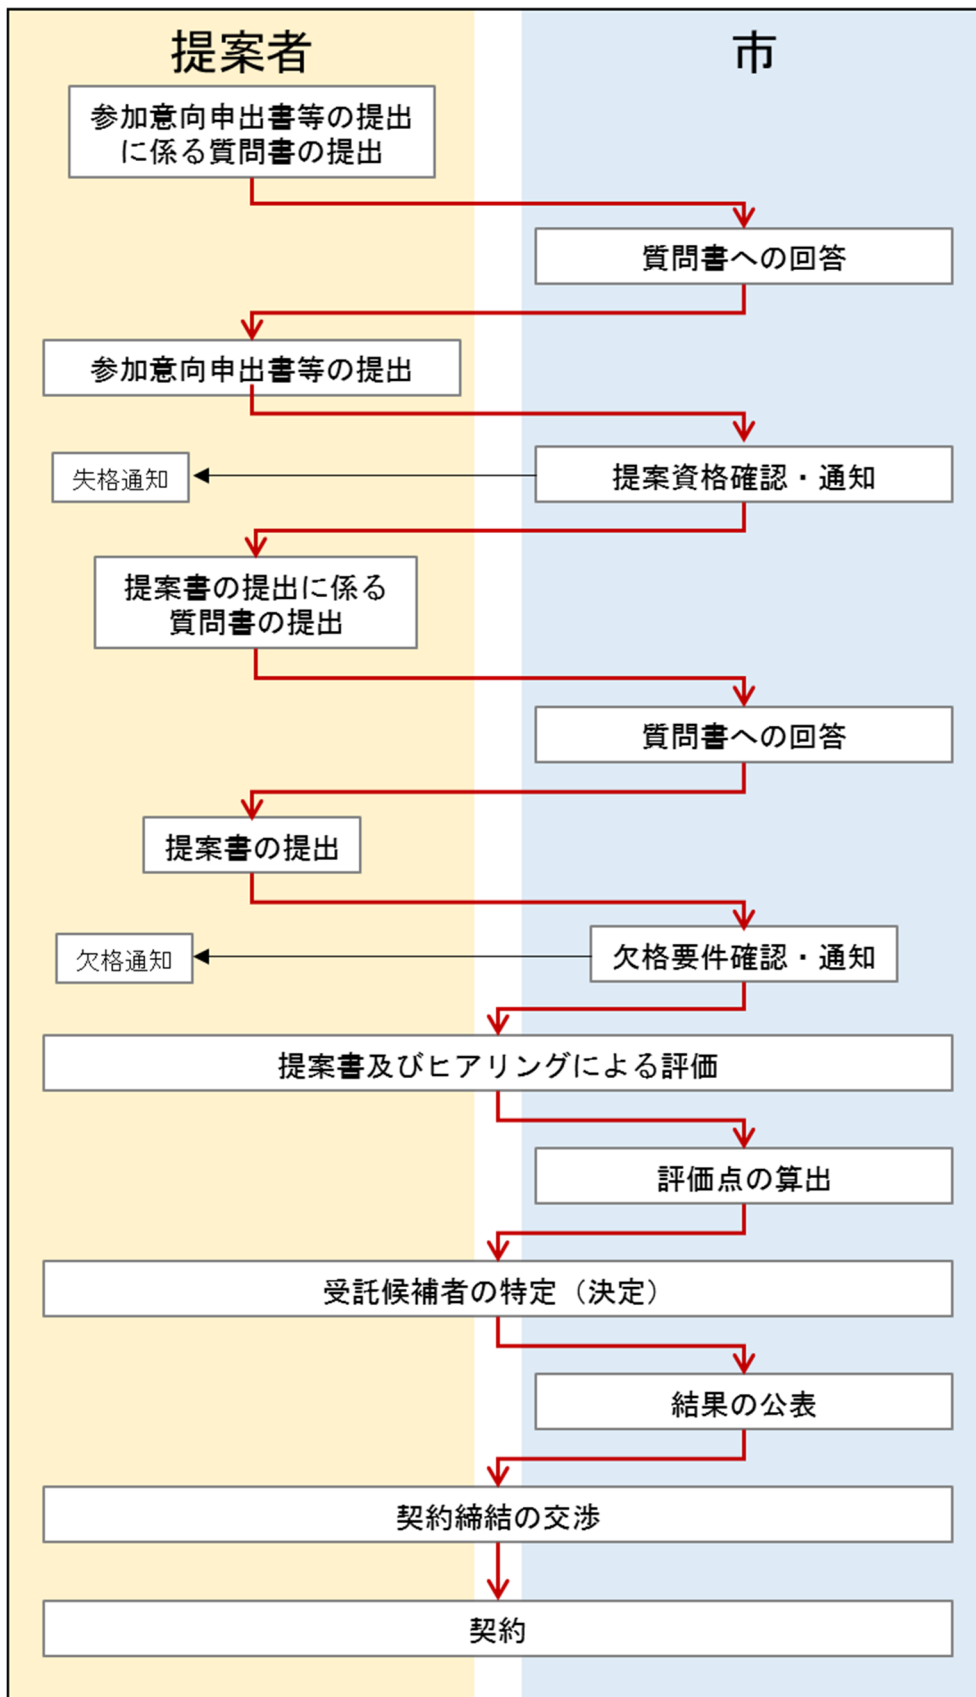 提案者
市
参加意向申出書等の提出
に係る質問書の提出
質問書への回答
参加意向申出書等の提出
提案資格確認・通知
失格通知
提案書の提出に係る
質問書の提出
質問書への回答
提案書の提出
欠格要件確認・通知
欠格通知
提案書及びヒアリングによる評価
評価点の算出
受託候補者の特定（決定）
結果の公表
契約締結の交渉
契約